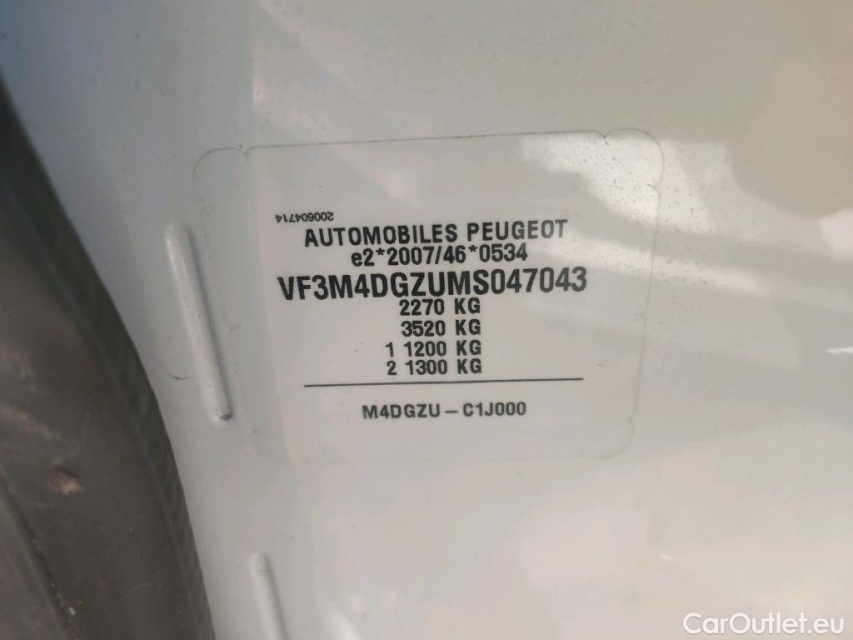 200604714
AUTOMOBILES PEUGEOT
e2*2007/46*0534
VF3M4DGZUMS047043
2270 KG
3520 KG
1 1200 KG
2 1300 KG
M4DGZU – C1J000
CarOutlet.eu